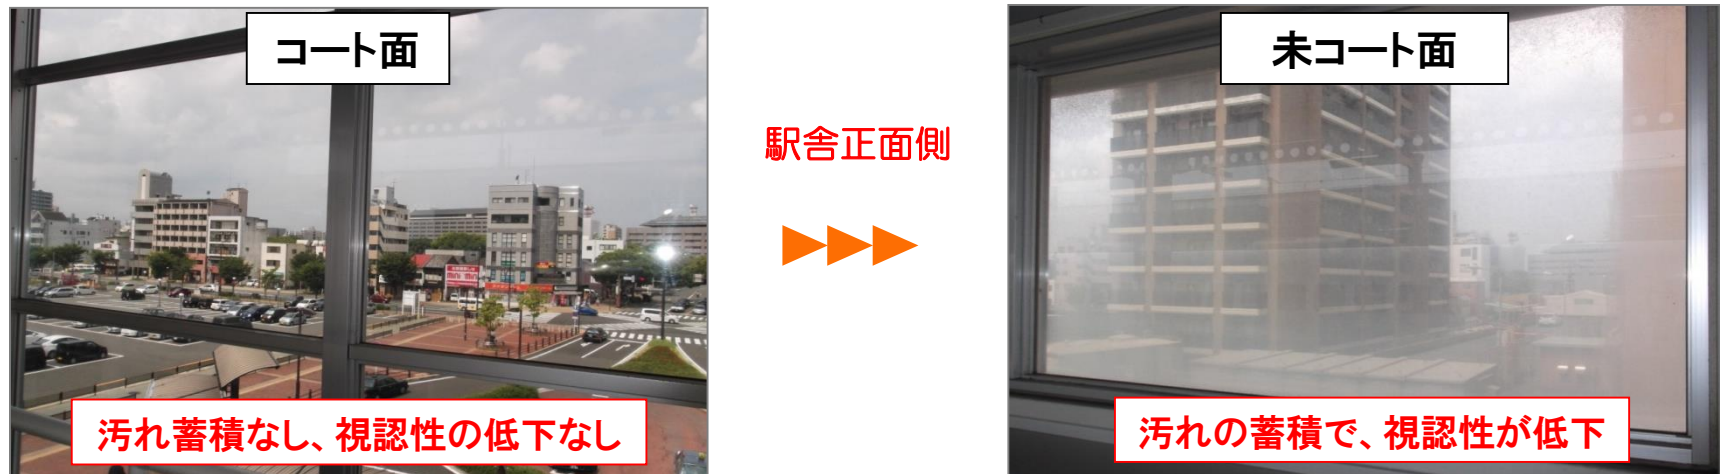 コート面
汚れ蓄積なし、視認性の低下なし
駅舎正面側
未コート面
汚れの蓄積で、視認性が低下